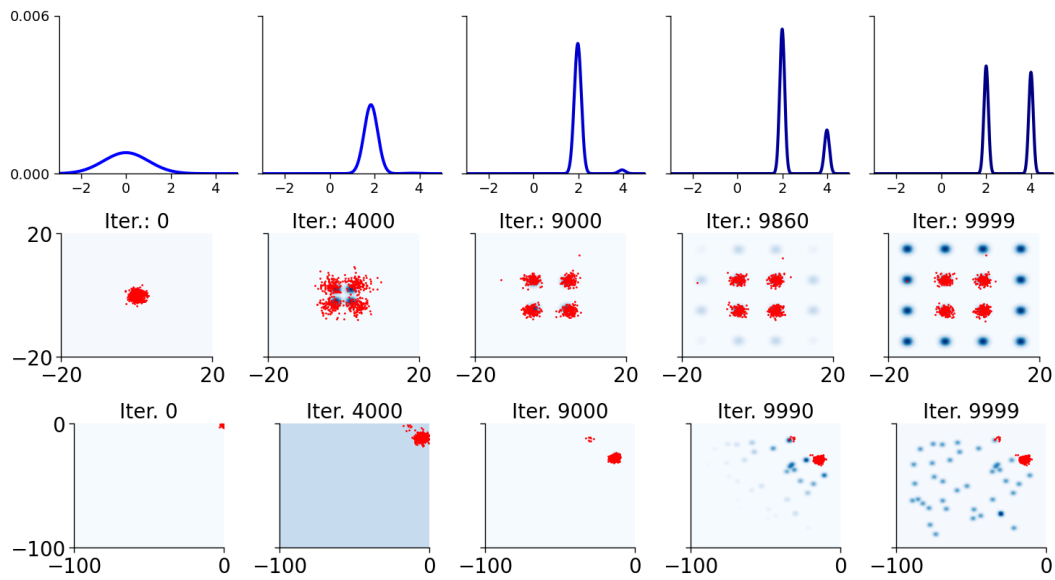 0.006
0.000
−2 0 2 4 −2 0 2 4 −2 0 2 4 −2 0 2 4 −2 0 2 4
Iter.: 0 Iter.: 4000 Iter.: 9000 Iter.: 9860 Iter.: 9999
20
−20
−20 20 −20 20 −20 20 −20 20 −20 20
Iter. 0 Iter. 4000 Iter. 9000 Iter. 9990 Iter. 9999
0
−100
−100 0 −100 0 −100 0 −100 0 −100 0